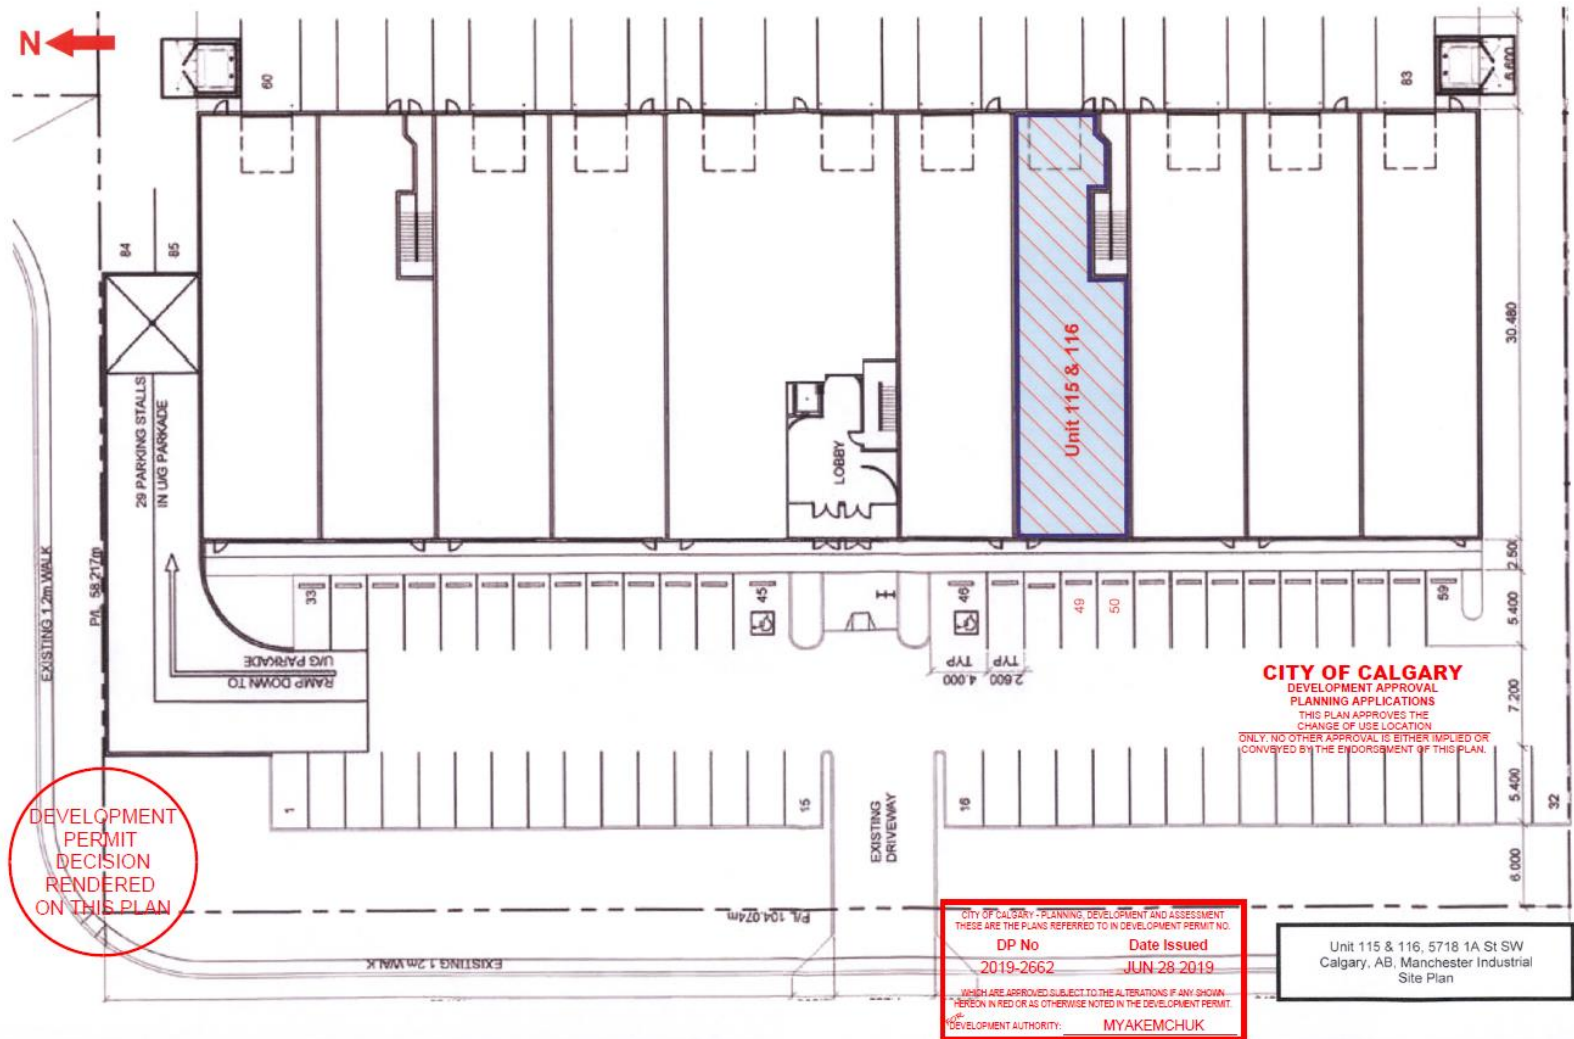 N
60
83
6.600
84
85
29 PARKING STALLS
IN U/G PARKADE
Unit 115 & 116
30.480
LOBBY
EXISTING 1.2m WALK
P/L 58.217m
2.500
33
45
46
49
50
59
5.400
RAMP DOWN TO
U/G PARKADE
4.000
TYP
2.600
TYP
7.200
CITY OF CALGARY
DEVELOPMENT APPROVAL
PLANNING APPLICATIONS
THIS PLAN APPROVES THE
CHANGE OF USE LOCATION
ONLY. NO OTHER APPROVAL IS EITHER IMPLIED OR
CONVEYED BY THE ENDORSEMENT OF THIS PLAN.
1
15
16
32
5.400
EXISTING
DRIVEWAY
6.000
DEVELOPMENT
PERMIT
DECISION
RENDERED
ON THIS PLAN
P/L 104.074m
EXISTING 1.2m WALK
CITY OF CALGARY - PLANNING, DEVELOPMENT AND ASSESSMENT
THESE ARE THE PLANS REFERRED TO IN DEVELOPMENT PERMIT NO.
DP No Date Issued
2019-2662 JUN 28 2019
WHICH ARE APPROVED SUBJECT TO THE ALTERATIONS IF ANY SHOWN
HEREON IN RED OR AS OTHERWISE NOTED IN THE DEVELOPMENT PERMIT.
FOR
DEVELOPMENT AUTHORITY: MYAKEMCHUK
Unit 115 & 116, 5718 1A St SW
Calgary, AB, Manchester Industrial
Site Plan